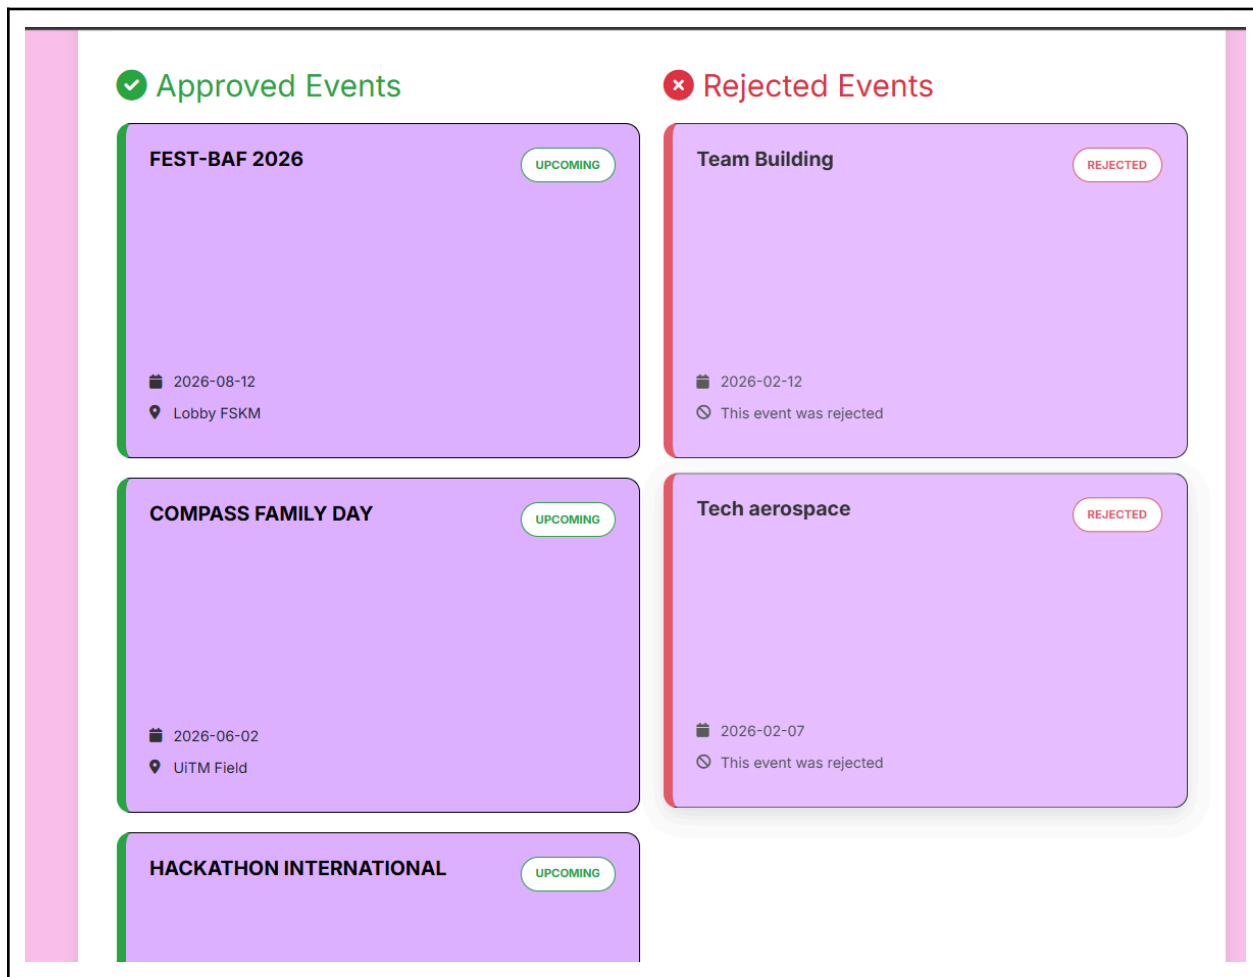 Approved Events
FEST-BAF 2026
UPCOMING
2026-08-12
Lobby FSKM
COMPASS FAMILY DAY
UPCOMING
2026-06-02
UiTM Field
HACKATHON INTERNATIONAL
UPCOMING
Rejected Events
Team Building
REJECTED
2026-02-12
This event was rejected
Tech aerospace
REJECTED
2026-02-07
This event was rejected